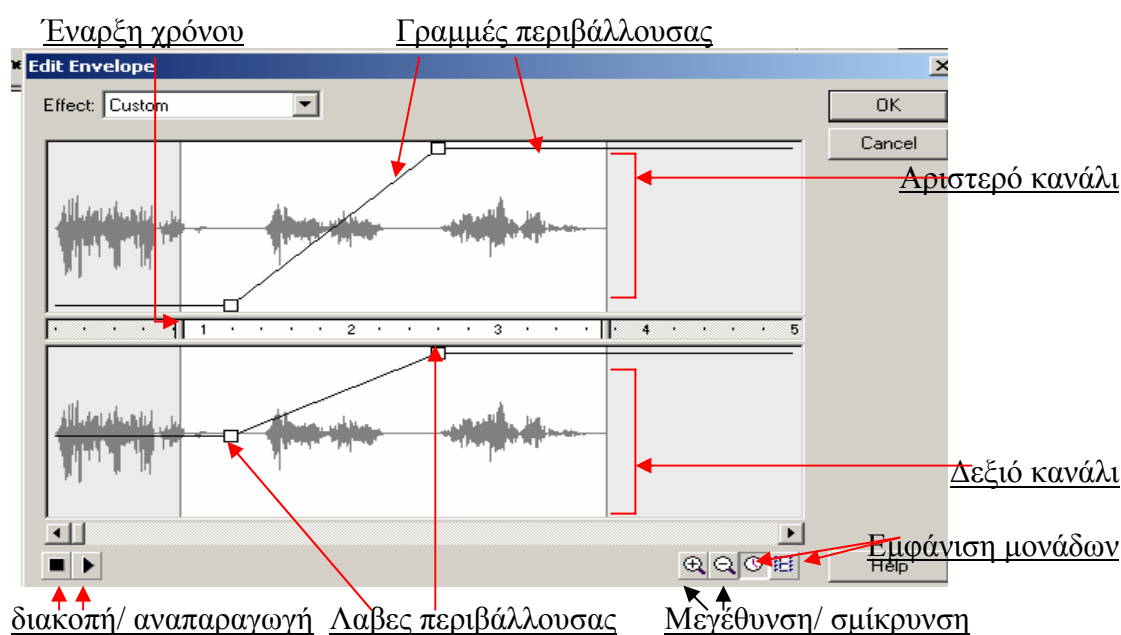 Έναρξη χρόνου Γραμμές περιβάλλουσας
Edit Envelope
Effect: Custom OK
Cancel
Αριστερό κανάλι
1 2 3 4 5
Δεξιό κανάλι
Εμφάνιση μονάδων
Help
διακοπή/ αναπαραγωγή Λαβες περιβάλλουσας Μεγέθυνση/ σμίκρυνση